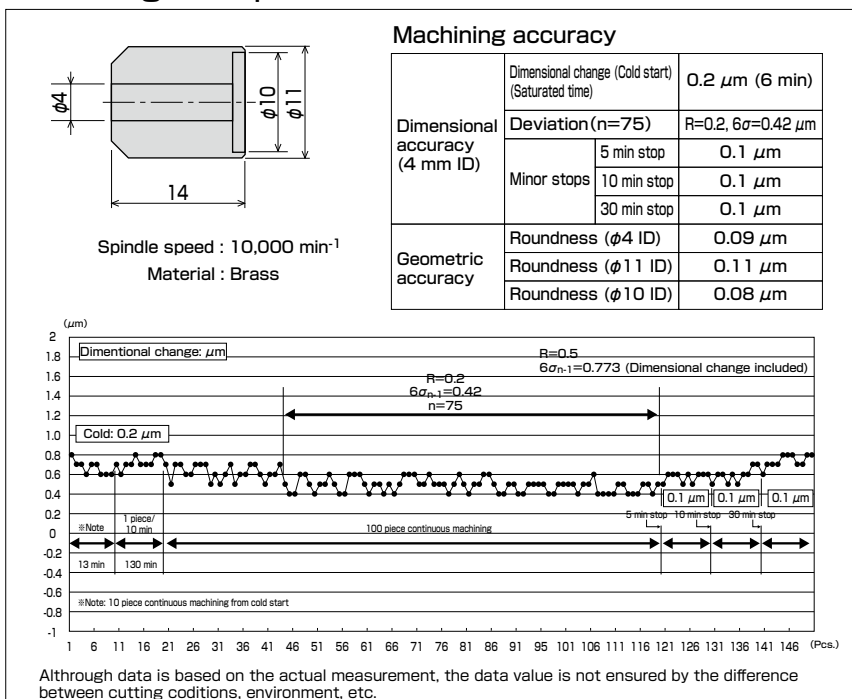 φ4
φ10
φ11
14
Spindle speed : 10,000 min-1
Material : Brass
Machining accuracy
Dimensional accuracy (4 mm ID)
Dimensional change (Cold start) (Saturated time)
0.2 μm (6 min)
Deviation(n=75)
R=0.2, 6σ=0.42 μm
Minor stops
5 min stop
0.1 μm
10 min stop
0.1 μm
30 min stop
0.1 μm
Geometric accuracy
Roundness (φ4 ID)
0.09 μm
Roundness (φ11 ID)
0.11 μm
Roundness (φ10 ID)
0.08 μm
(μm)
2
1.8
1.6
1.4
1.2
1.0
0.8
0.6
0.4
0.2
0
-0.2
-0.4
-0.6
-0.8
-1
Dimentional change: μm
R=0.2
6σn-1=0.42
n=75
R=0.5
6σn-1=0.773 (Dimensional change included)
Cold: 0.2 μm
0.1 μm
0.1 μm
0.1 μm
※Note
1 piece/
10 min
100 piece continuous machining
5 min stop
10 min stop
30 min stop
13 min
130 min
※Note: 10 piece continuous machining from cold start
1 6 11 16 21 26 31 36 41 46 51 56 61 66 71 76 81 86 91 96 101 106 111 116 121 126 131 136 141 146 (Pcs.)
Althrough data is based on the actual measurement, the data value is not ensured by the difference
between cutting coditions, environment, etc.